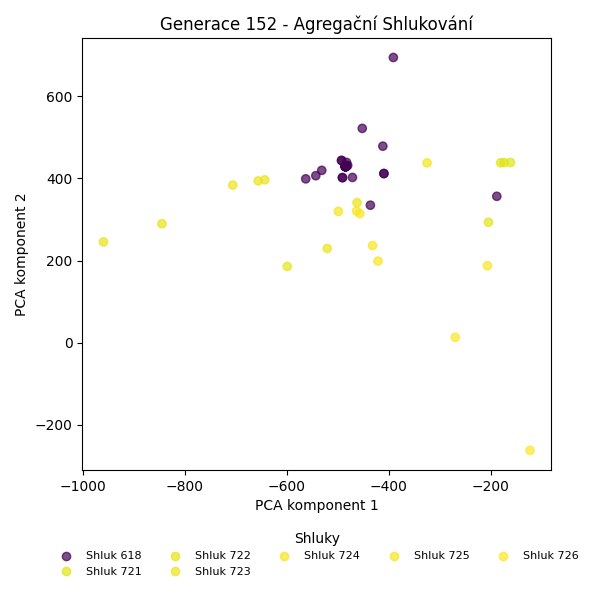 Generace 152 - Agregační Shlukování
600
400
200
0
−200
PCA komponent 2
−1000 −800 −600 −400 −200
PCA komponent 1
Shluky
Shluk 618 Shluk 722 Shluk 724 Shluk 725 Shluk 726
Shluk 721 Shluk 723